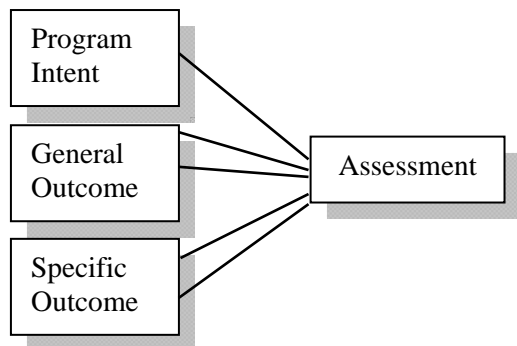 Program
Intent
General
Outcome
Assessment
Specific
Outcome